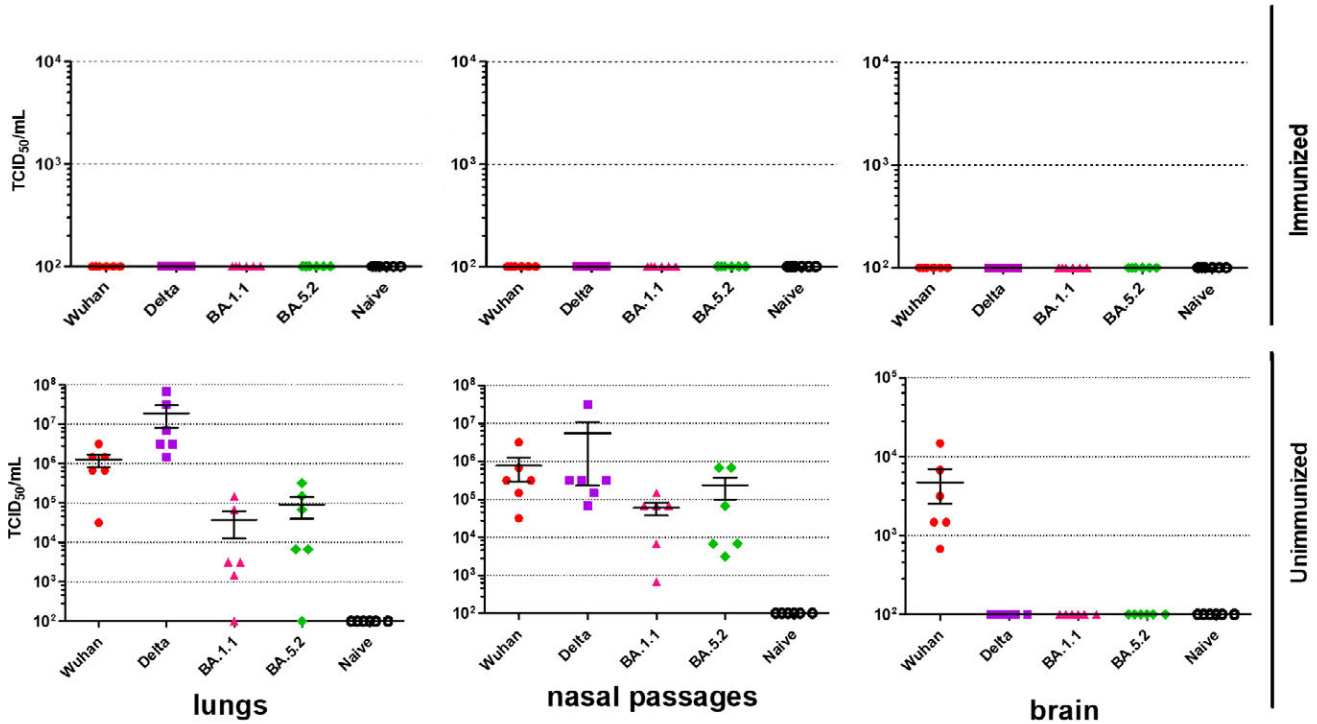 TCID50/mL
10^4
10^3
10^2
Wuhan
Delta
BA.1.1
BA.5.2
Naive
10^4
10^3
10^2
Wuhan
Delta
BA.1.1
BA.5.2
Naive
10^4
10^3
10^2
Wuhan
Delta
BA.1.1
BA.5.2
Naive
Immunized
TCID50/mL
10^8
10^7
10^6
10^5
10^4
10^3
10^2
Wuhan
Delta
BA.1.1
BA.5.2
Naive
lungs
10^8
10^7
10^6
10^5
10^4
10^3
10^2
Wuhan
Delta
BA.1.1
BA.5.2
Naive
nasal passages
10^5
10^4
10^3
10^2
Wuhan
Delta
BA.1.1
BA.5.2
Naive
brain
Unimmunized